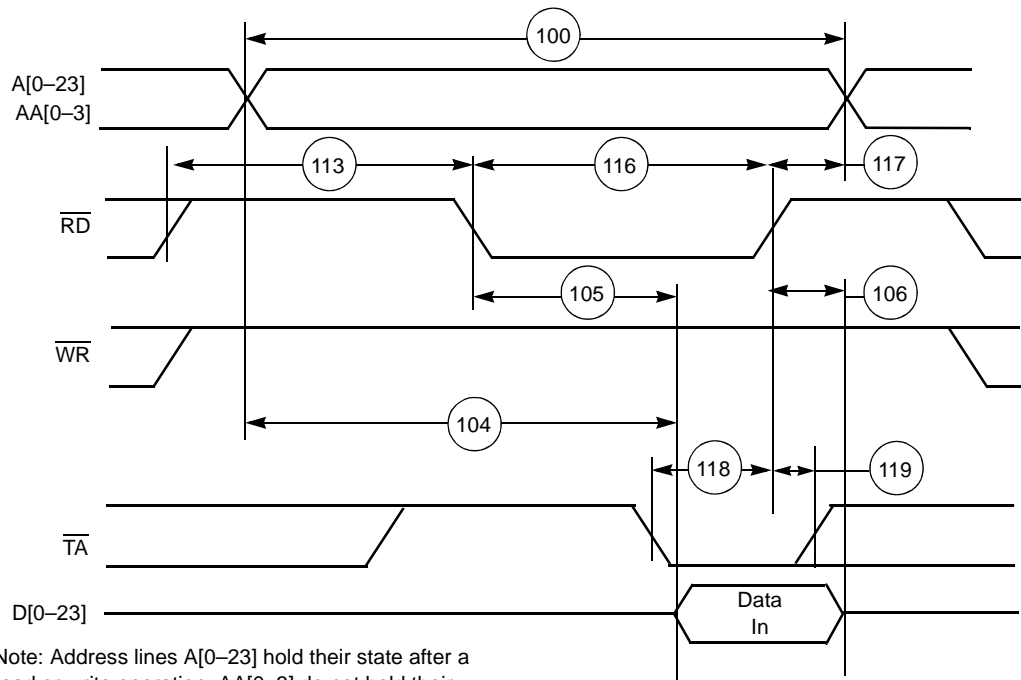 100
A[0–23]
AA[0–3]
113
116
117
RD
105
106
WR
104
118
119
TA
D[0–23]
Data
In
Note: Address lines A[0–23] hold their state after a